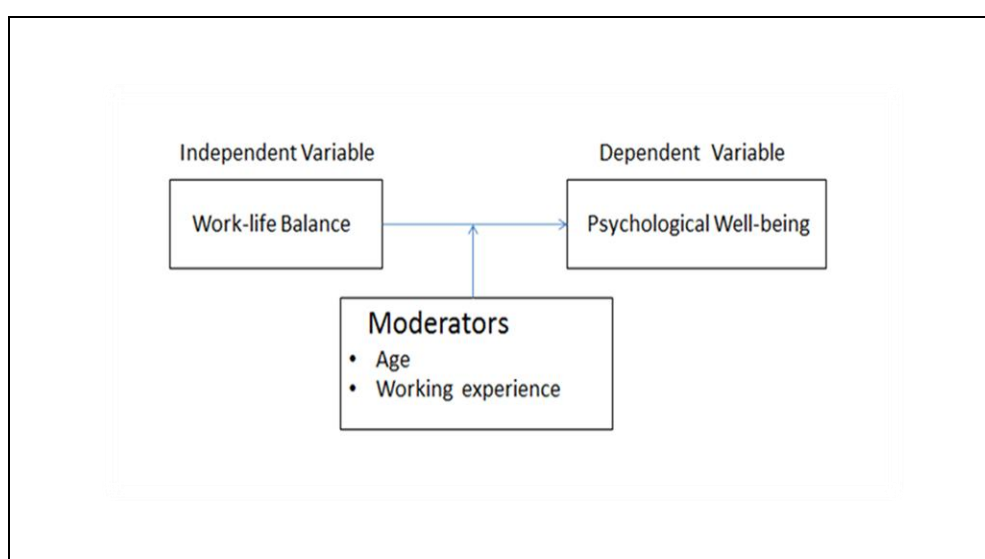 Independent Variable
Dependent Variable
Work-life Balance
Psychological Well-being
Moderators
• Age
• Working experience